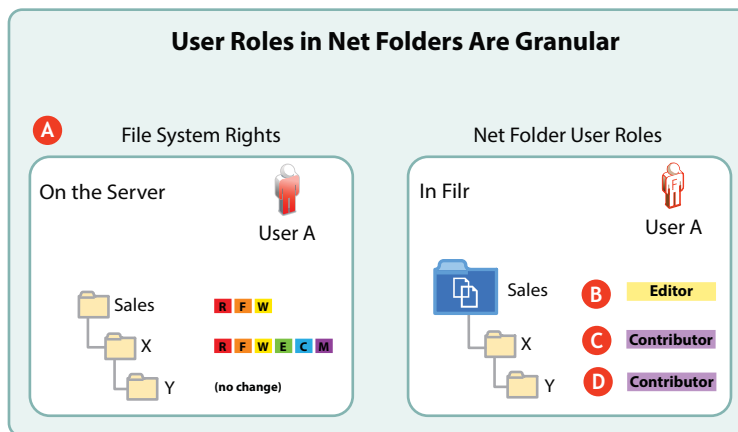 User Roles in Net Folders Are Granular
A
File System Rights
Net Folder User Roles
On the Server
User A
In Filr
F
User A
Sales
R F W
X
R F W E C M
Y
(no change)
Sales
B
Editor
X
C
Contributor
Y
D
Contributor